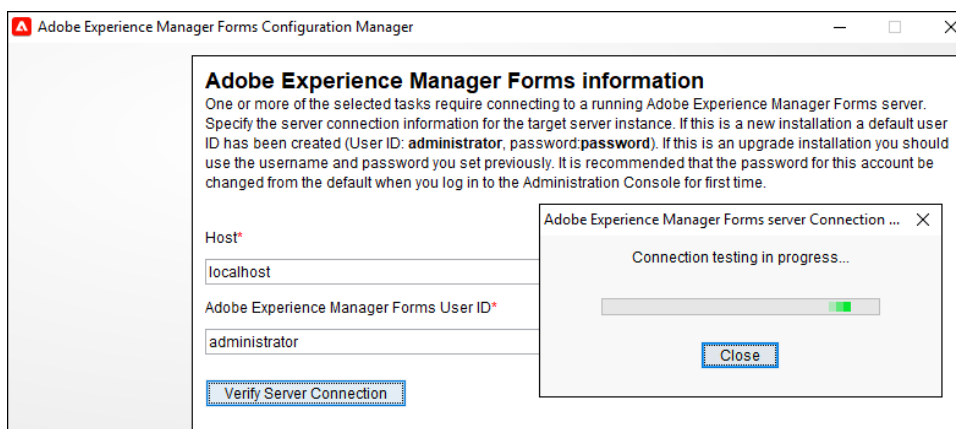 Adobe Experience Manager Forms Configuration Manager
Adobe Experience Manager Forms information
One or more of the selected tasks require connecting to a running Adobe Experience Manager Forms server.
Specify the server connection information for the target server instance. If this is a new installation a default user
ID has been created (User ID: administrator, password:password). If this is an upgrade installation you should
use the username and password you set previously. It is recommended that the password for this account be
changed from the default when you log in to the Administration Console for first time.
Adobe Experience Manager Forms server Connection ...
Connection testing in progress...
Close
Host*
localhost
Adobe Experience Manager Forms User ID*
administrator
Verify Server Connection